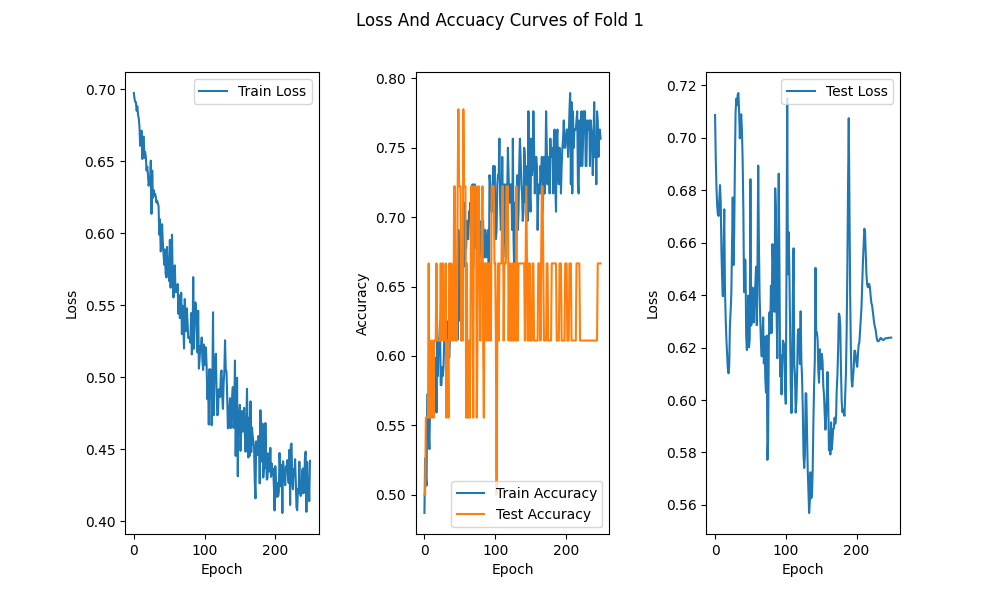 Loss And Accuacy Curves of Fold 1
Train Loss
0.70
0.65
0.60
0.55
0.50
0.45
0.40
Loss
0
100
200
Epoch
0.80
0.75
0.70
0.65
0.60
0.55
0.50
Accuracy
Train Accuracy
Test Accuracy
0
100
200
Epoch
Test Loss
0.72
0.70
0.68
0.66
0.64
0.62
0.60
0.58
0.56
Loss
0
100
200
Epoch